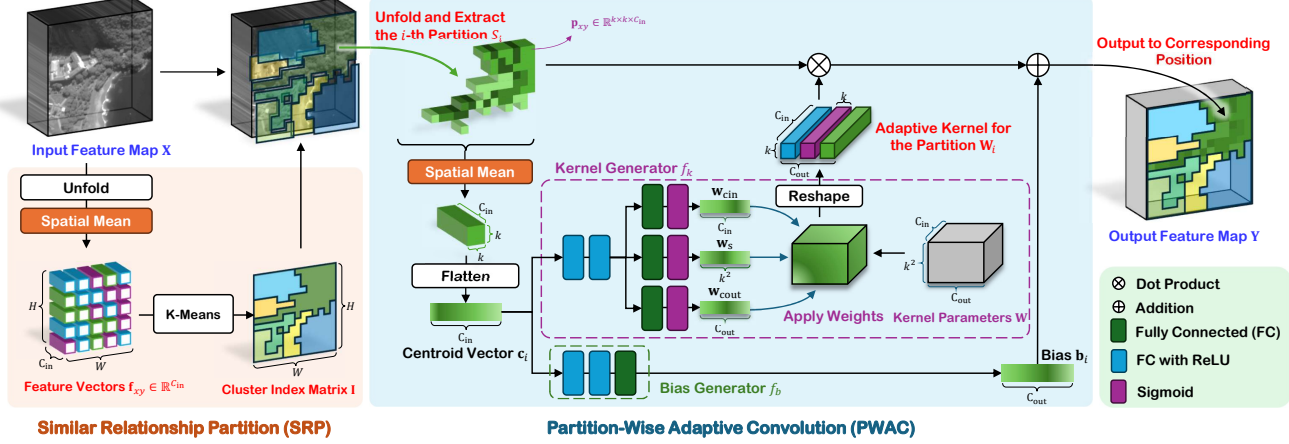 Input Feature Map X
Unfold
Spatial Mean
H
C_in
W
Feature Vectors f_xy ∈ ℝ^{C_in}
K-Means
H
W
Cluster Index Matrix I
Similar Relationship Partition (SRP)
Unfold and Extract
the i-th Partition S_i
p_xy ∈ ℝ^{k×k×C_in}
Spatial Mean
C_in
k
k
Flatten
C_in
Centroid Vector c_i
Kernel Generator f_k
w_cin
C_in
w_s
k²
w_cout
C_out
Apply Weights
Reshape
C_in
k
k
C_out
Adaptive Kernel for
the Partition W_i
C_in
k²
C_out
Kernel Parameters W
Bias Generator f_b
Bias b_i
C_out
Partition-Wise Adaptive Convolution (PWAC)
Output to Corresponding
Position
Output Feature Map Y
Dot Product
Addition
Fully Connected (FC)
FC with ReLU
Sigmoid